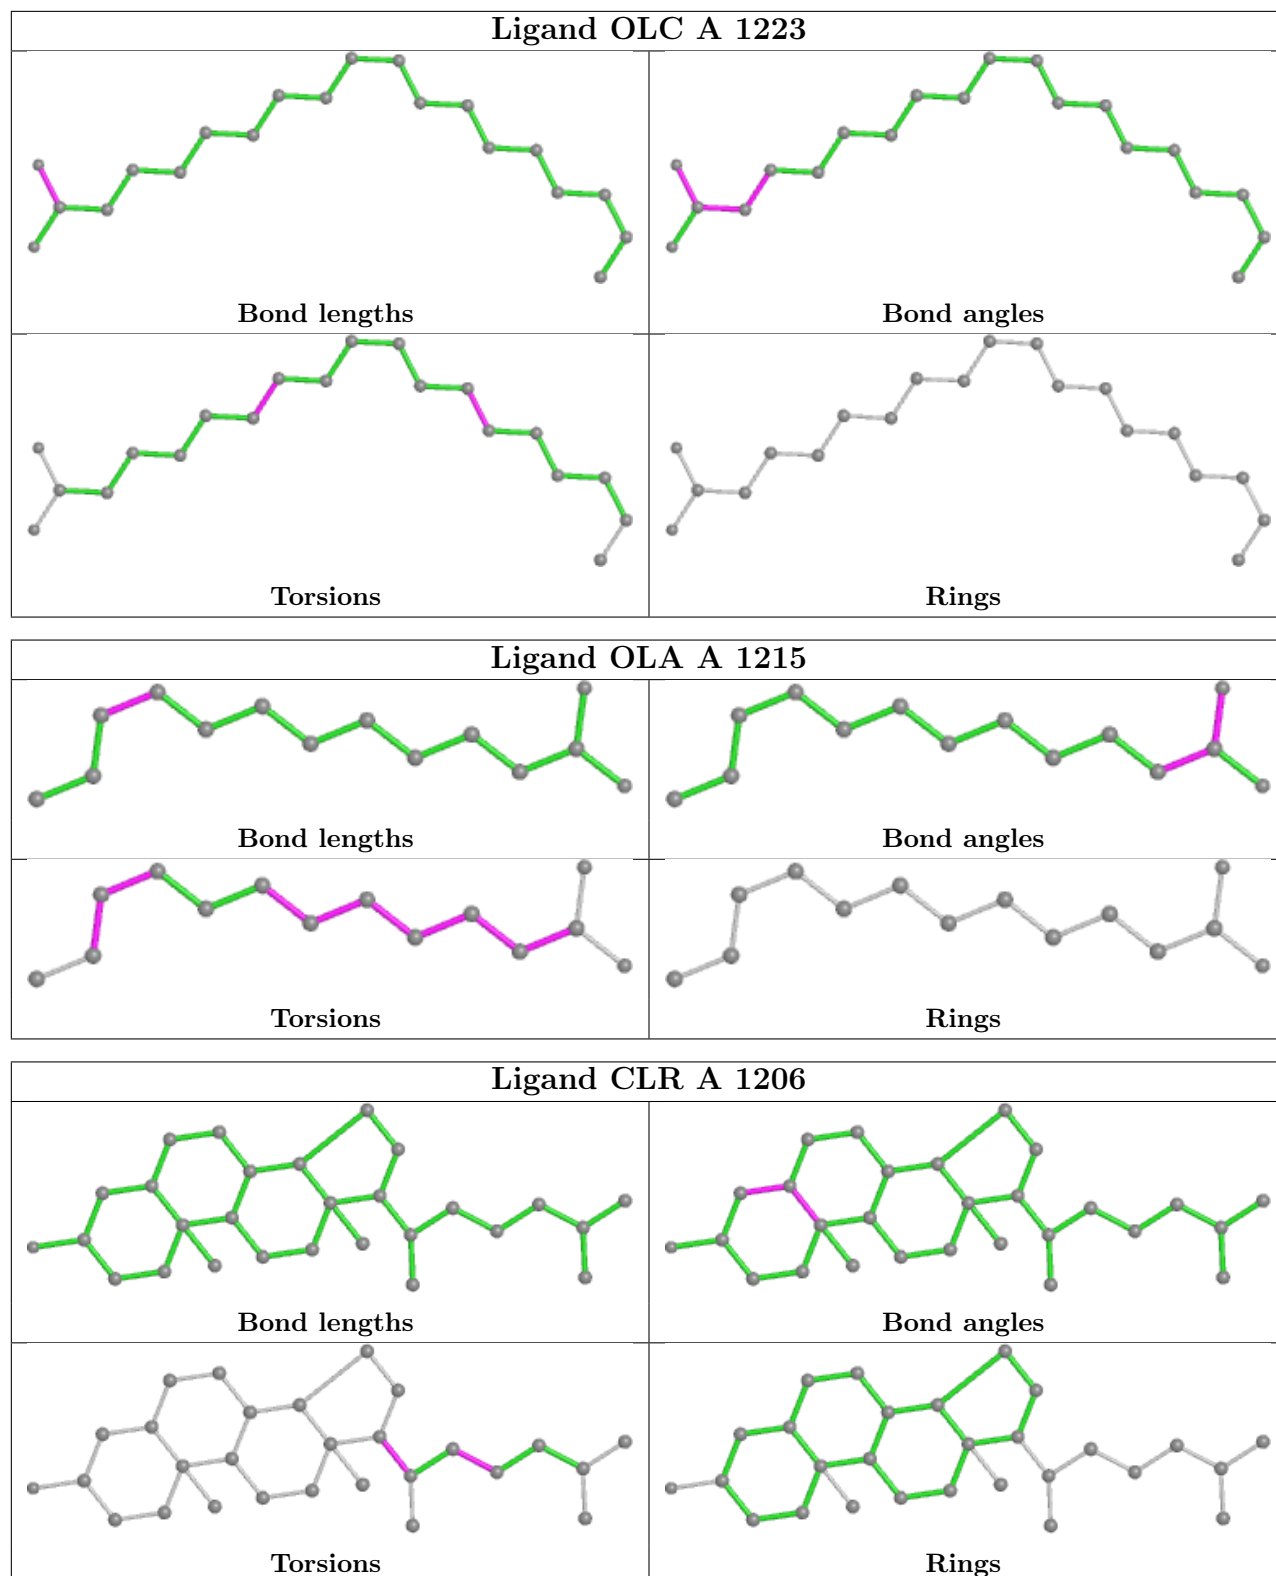 Ligand OLC A 1223
Bond lengths
Bond angles
Torsions
Rings
Ligand OLA A 1215
Bond lengths
Bond angles
Torsions
Rings
Ligand CLR A 1206
Bond lengths
Bond angles
Torsions
Rings